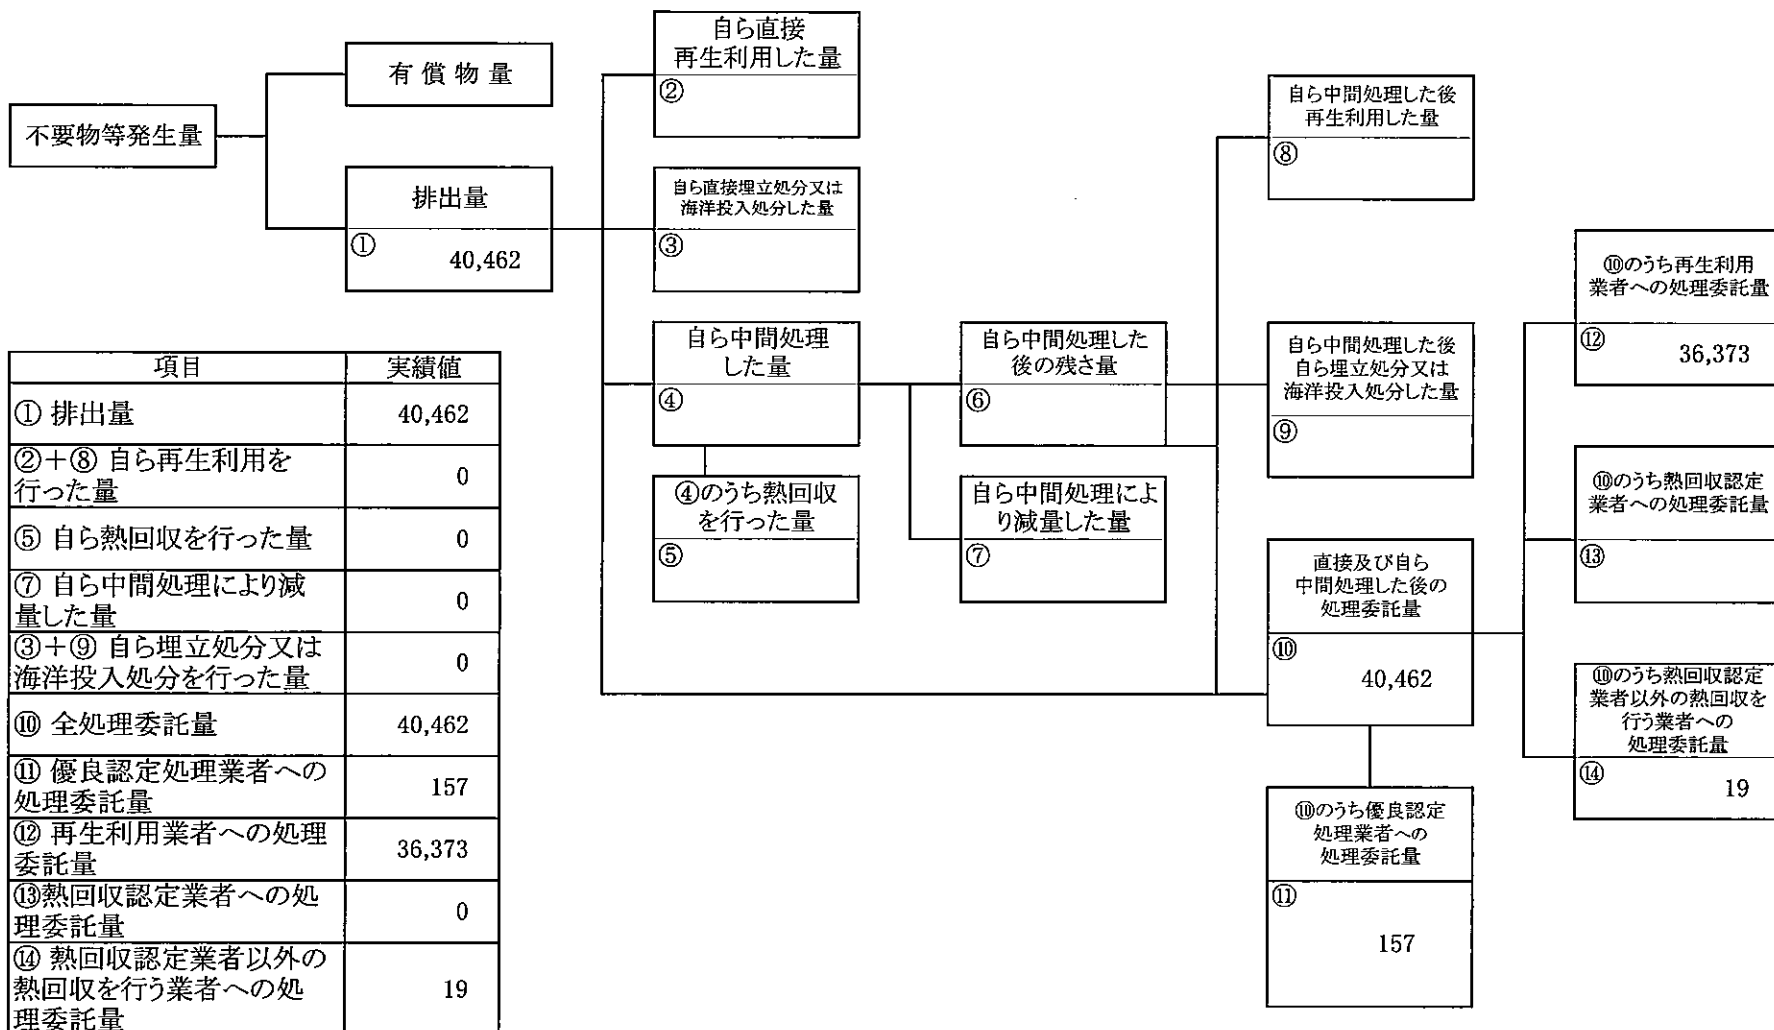 不要物等発生量
有償物量
排出量
①
40,462
自ら直接
再生利用した量
②
自ら直接埋立処分又は
海洋投入処分した量
③
自ら中間処理
した量
④
④のうち熱回収
を行った量
⑤
自ら中間処理した
後の残さ量
⑥
自ら中間処理によ
り減量した量
⑦
自ら中間処理した後
再生利用した量
⑧
自ら中間処理した後
自ら埋立処分又は
海洋投入処分した量
⑨
直接及び自ら
中間処理した後の
処理委託量
⑩
40,462
⑩のうち優良認定
処理業者への
処理委託量
⑪
157
⑩のうち再生利用
業者への処理委託量
⑫
36,373
⑩のうち熱回収認定
業者への処理委託量
⑬
⑩のうち熱回収認定
業者以外の熱回収を
行う業者への
処理委託量
⑭
19
項目 実績値
① 排出量 40,462
②+⑧ 自ら再生利用を
行った量 0
⑤ 自ら熱回収を行った量 0
⑦ 自ら中間処理により減
量した量 0
③+⑨ 自ら埋立処分又は
海洋投入処分を行った量 0
⑩ 全処理委託量 40,462
⑪ 優良認定処理業者への
処理委託量 157
⑫ 再生利用業者への処理
委託量 36,373
⑬熱回収認定業者への処
理委託量 0
⑭ 熱回収認定業者以外の
熱回収を行う業者への処
理委託量 19